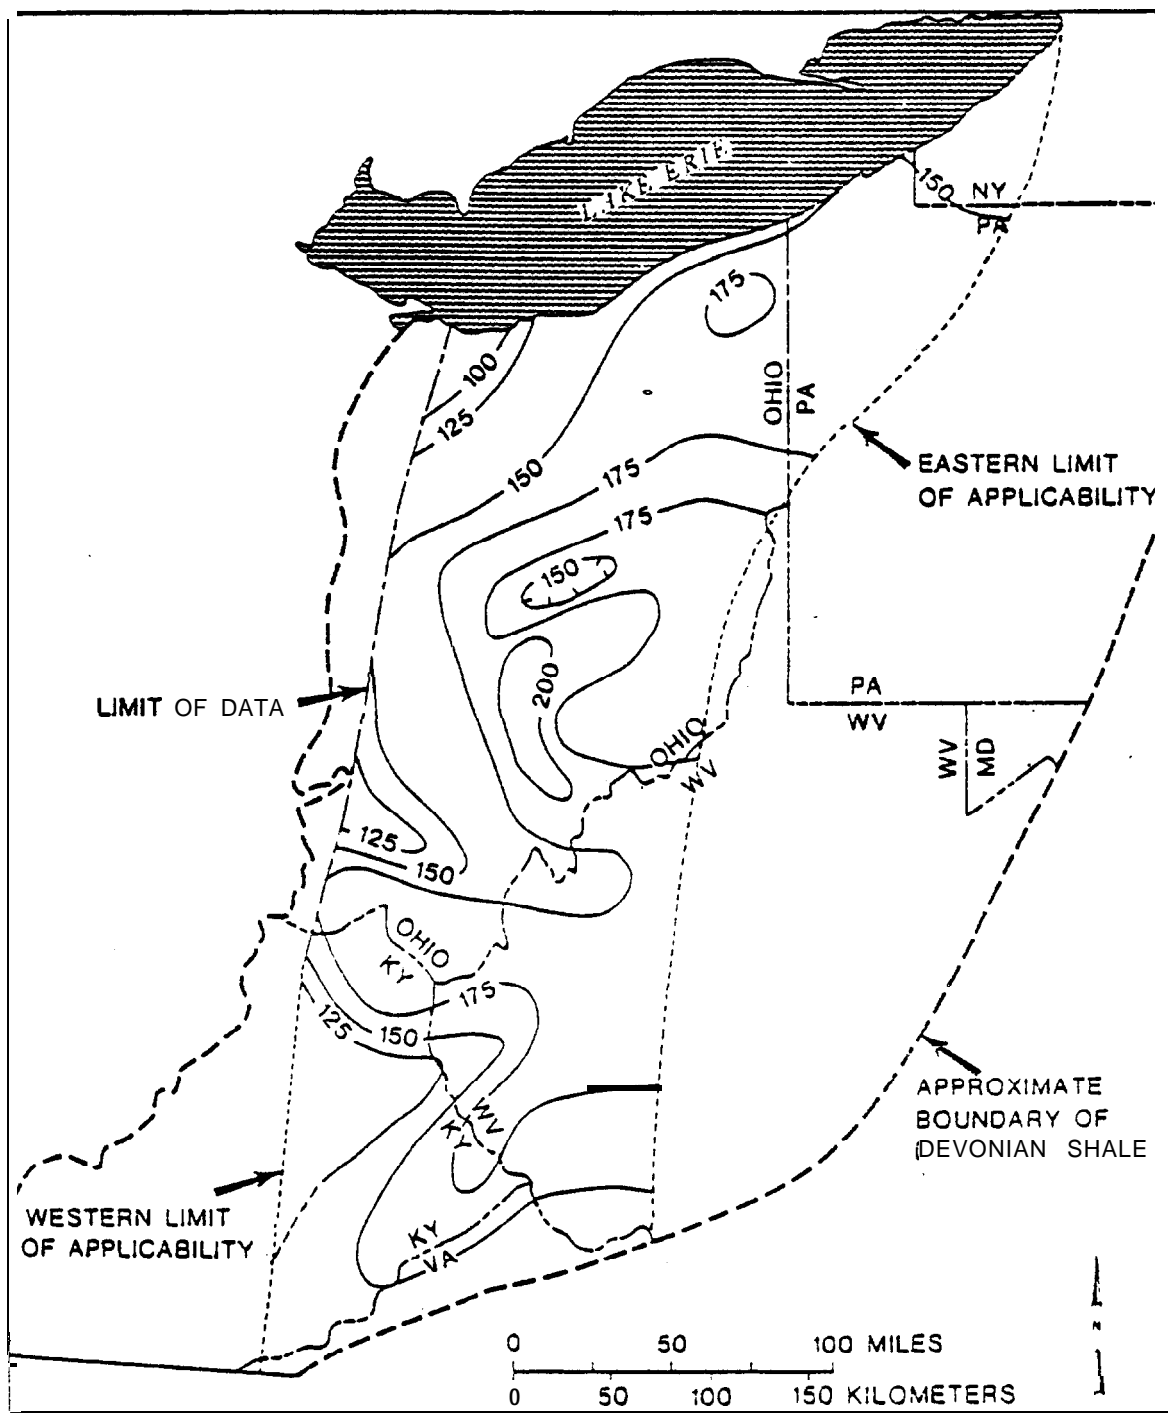 LAKE ERIE
150
NY
PA
175
100
125
OHIO
PA
EASTERN LIMIT
OF APPLICABILITY
150
175
175
150
200
LIMIT OF DATA
PA
WV
OHIO
WV
WV
MD
125
150
OHIO
KY
175
125
150
WV
KY
APPROXIMATE
BOUNDARY OF
DEVONIAN SHALE
WESTERN LIMIT
OF APPLICABILITY
KY
VA
N
0 50 100 MILES
0 50 100 150 KILOMETERS